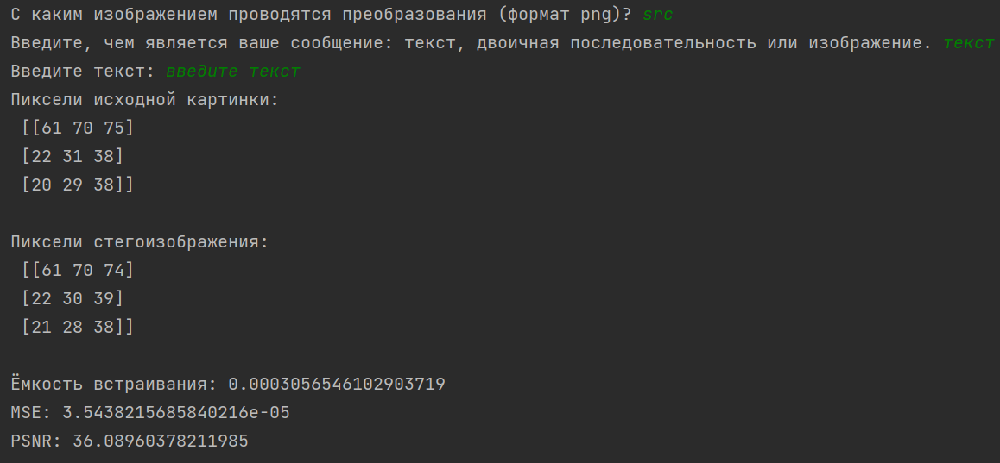 С каким изображением проводятся преобразования (формат png)? src
Введите, чем является ваше сообщение: текст, двоичная последовательность или изображение. текст
Введите текст: введите текст
Пиксели исходной картинки:
[[61 70 75]
[22 31 38]
[20 29 38]]
Пиксели стегоизображения:
[[61 70 74]
[22 30 39]
[21 28 38]]
Ёмкость встраивания: 0.0003056546102903719
MSE: 3.5438215685840216e-05
PSNR: 36.08960378211985